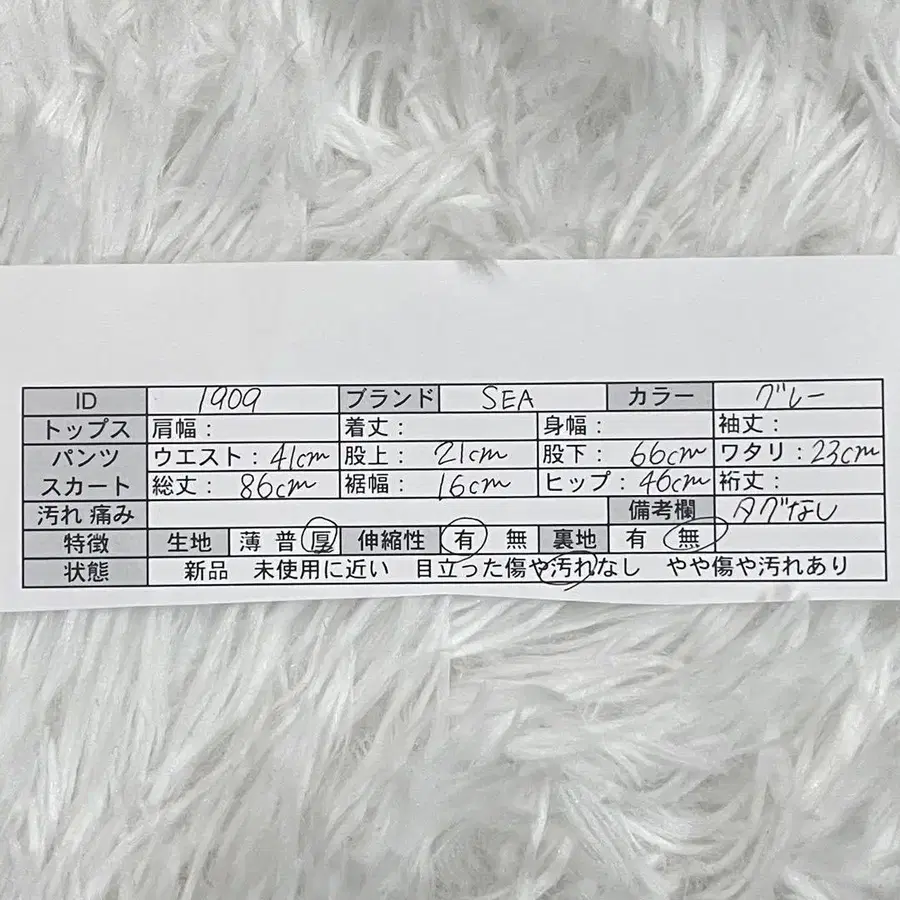 ID 1909 ブランド SEA カラー グレー
トップス 肩幅： 着丈： 身幅： 袖丈：
パンツ ウエスト：41cm 股上：21cm 股下：66cm ワタリ：23cm
スカート 総丈：86cm 裾幅：16cm ヒップ：46cm 裄丈：
汚れ 痛み 備考欄 タグなし
特徴 生地 薄 普 厚 伸縮性 有 無 裏地 有 無
状態 新品 未使用に近い 目立った傷や汚れなし やや傷や汚れあり